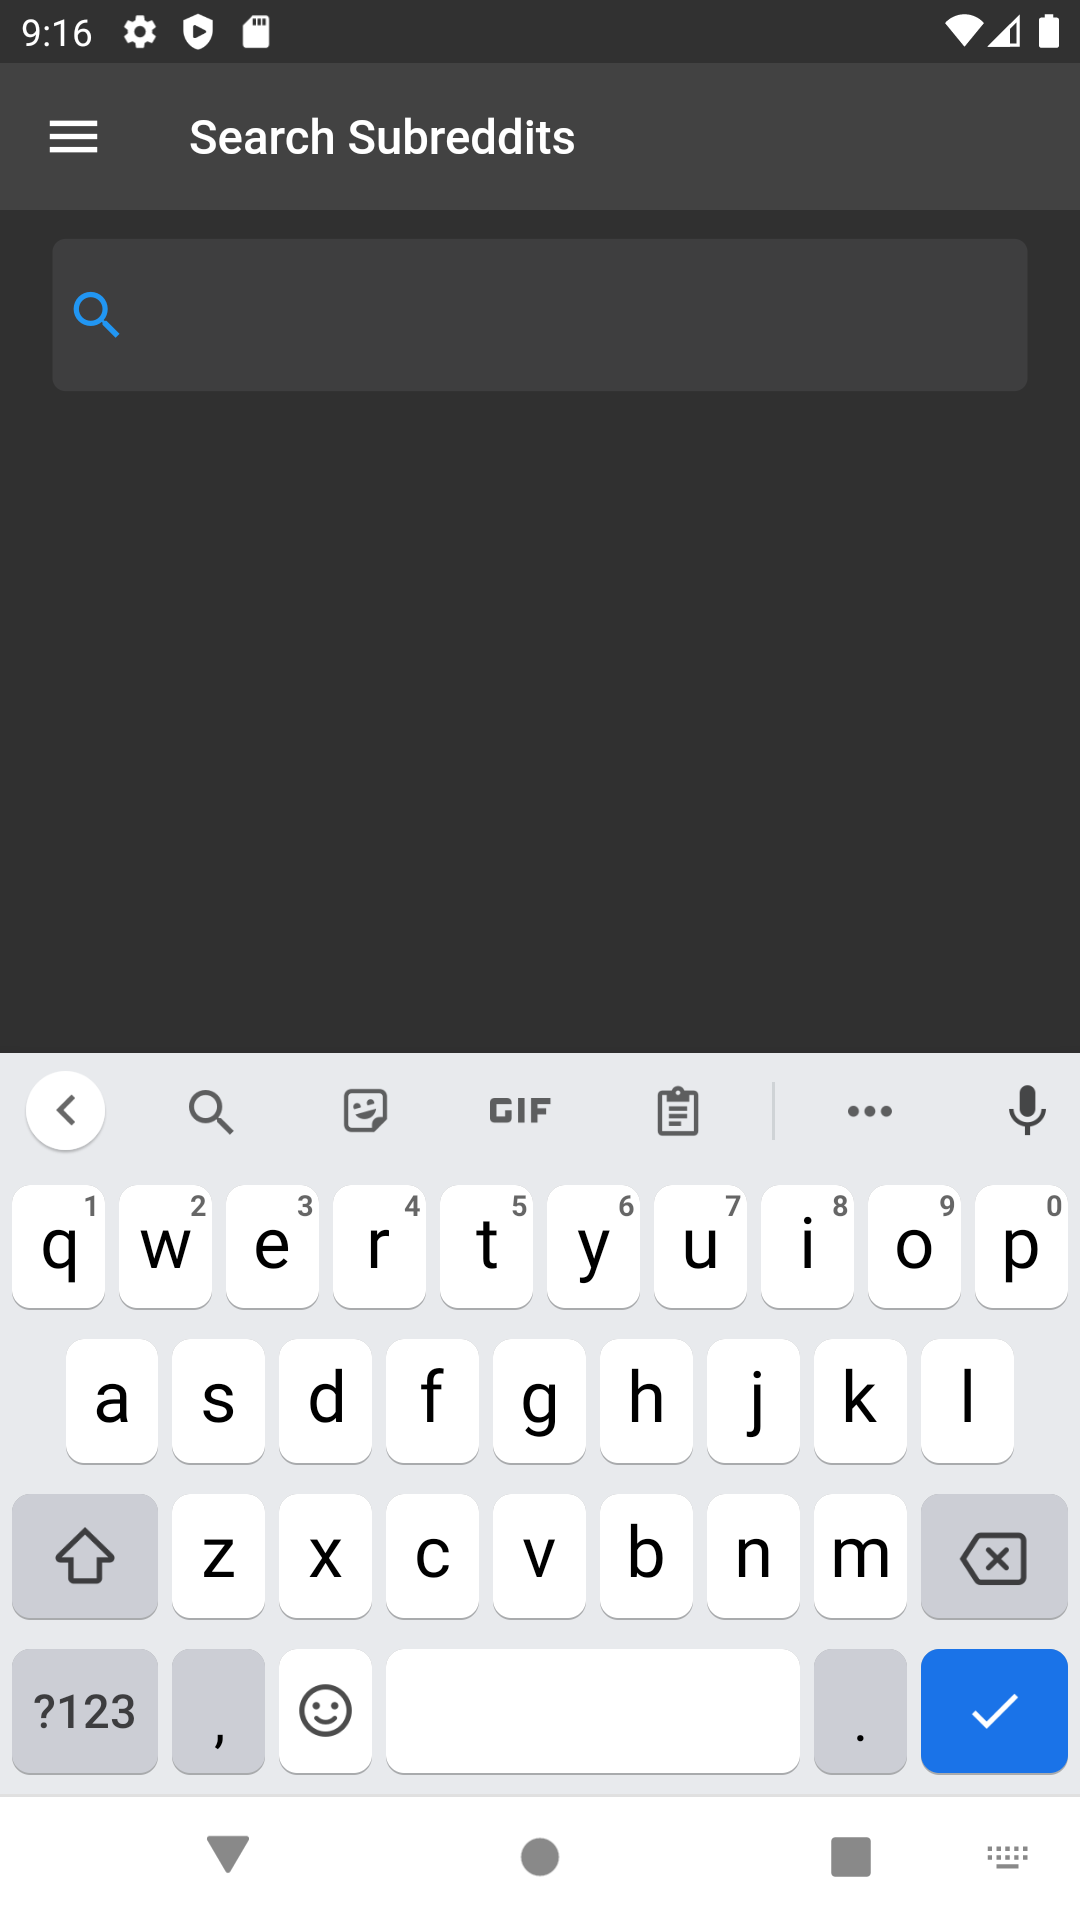 9:16
Search Subreddits
GIF
q 1 w 2 e 3 r 4 t 5 y 6 u 7 i 8 o 9 p 0
a s d f g h j k l
z x c v b n m
?123 , .